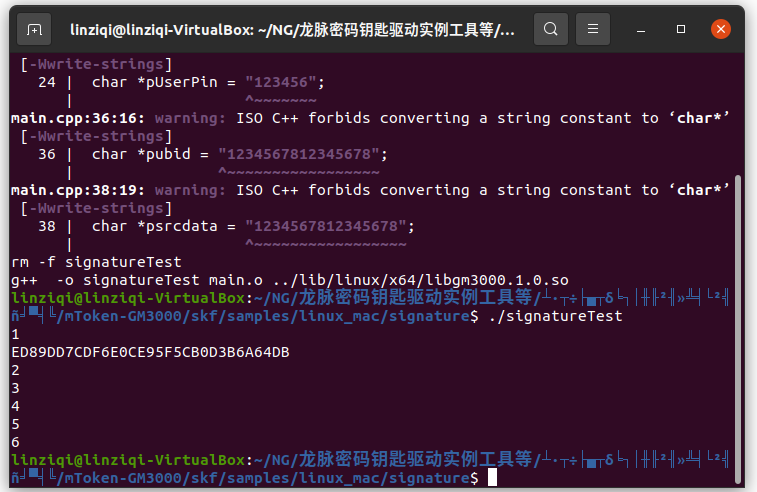 linziqi@linziqi-VirtualBox: ~/NG/龙脉密码钥匙驱动实例工具等/...
[-Wwrite-strings]
24 | char *pUserPin = "123456";
| ^~~~~~~~
main.cpp:36:16: warning: ISO C++ forbids converting a string constant to ‘char*’
[-Wwrite-strings]
36 | char *pubid = "1234567812345678";
| ^~~~~~~~~~~~~~~~~~
main.cpp:38:19: warning: ISO C++ forbids converting a string constant to ‘char*’
[-Wwrite-strings]
38 | char *psrcdata = "1234567812345678";
| ^~~~~~~~~~~~~~~~~~
rm -f signatureTest
g++ -o signatureTest main.o ../lib/linux/x64/libgm3000.1.0.so
linziqi@linziqi-VirtualBox:~/NG/龙脉密码钥匙驱动实例工具等/
/mToken-GM3000/skf/samples/linux_mac/signature$ ./signatureTest
1
ED89DD7CDF6E0CE95F5CB0D3B6A64DB
2
3
4
5
6
linziqi@linziqi-VirtualBox:~/NG/龙脉密码钥匙驱动实例工具等/
/mToken-GM3000/skf/samples/linux_mac/signature$